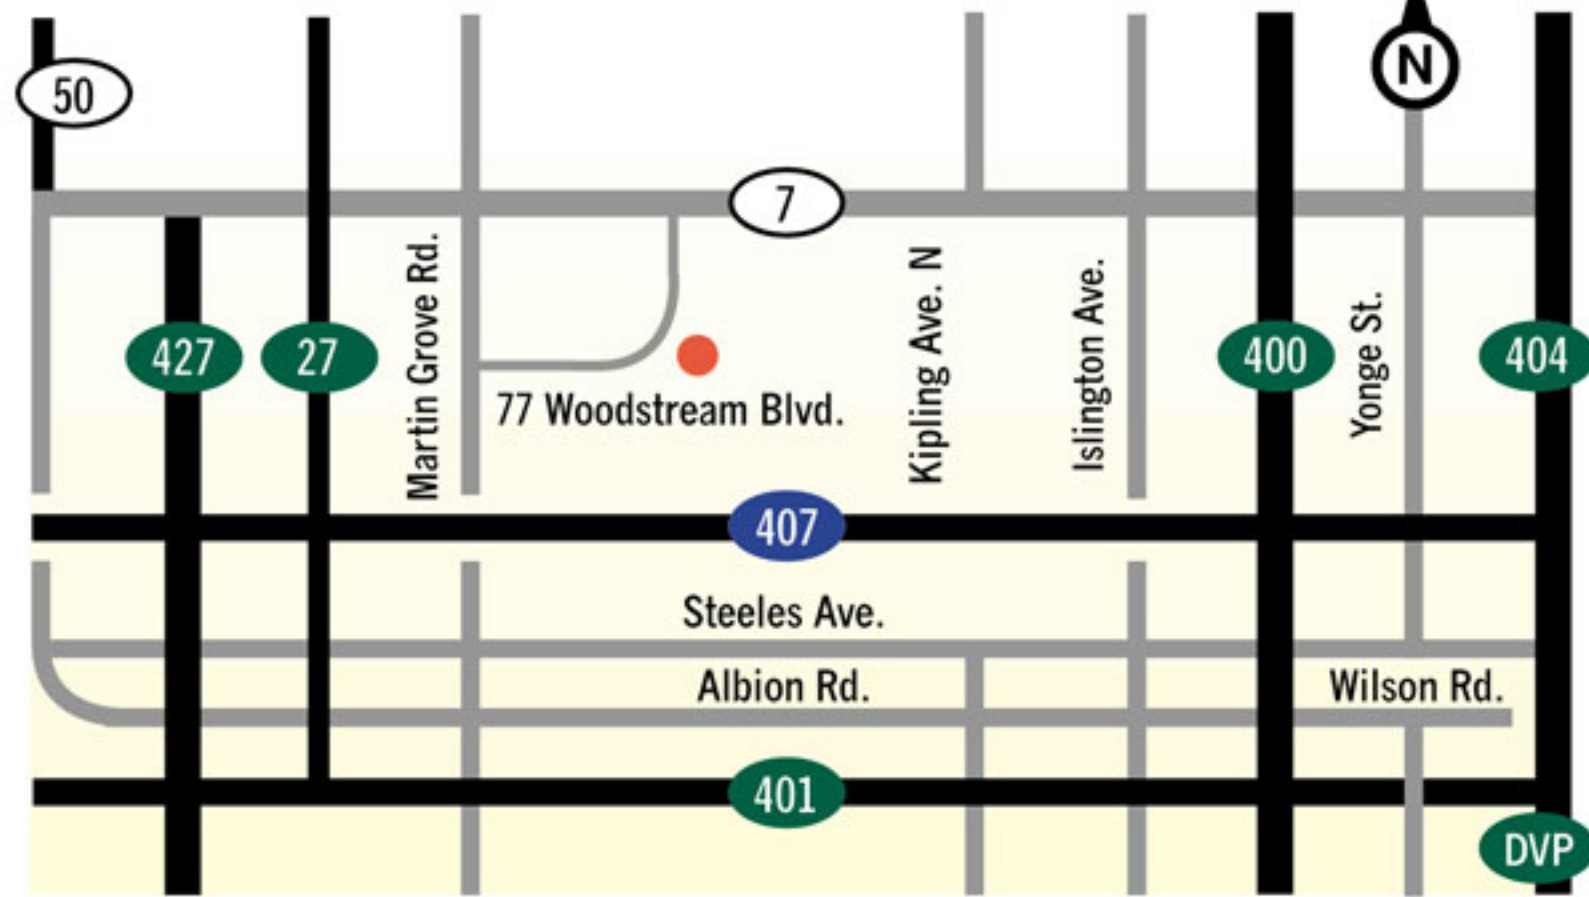 50
N
7
Martin Grove Rd.
Kipling Ave. N
Islington Ave.
Yonge St.
427
27
400
404
77 Woodstream Blvd.
407
Steeles Ave.
Albion Rd.
Wilson Rd.
401
DVP